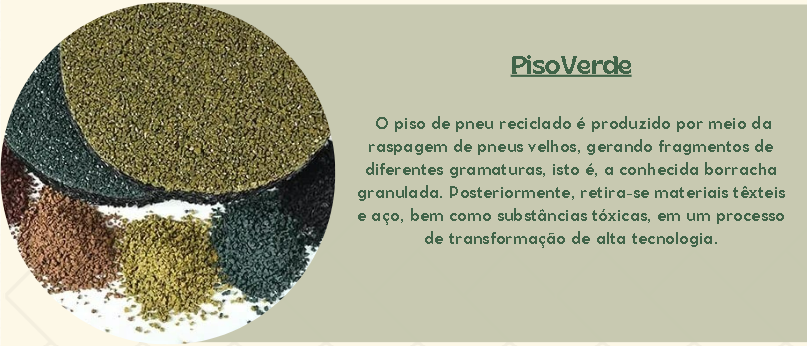 PisoVerde
O piso de pneu reciclado é produzido por meio da
raspagem de pneus velhos, gerando fragmentos de
diferentes gramaturas, isto é, a conhecida borracha
granulada. Posteriormente, retira-se materiais têxteis
e aço, bem como substâncias tóxicas, em um processo
de transformação de alta tecnologia.